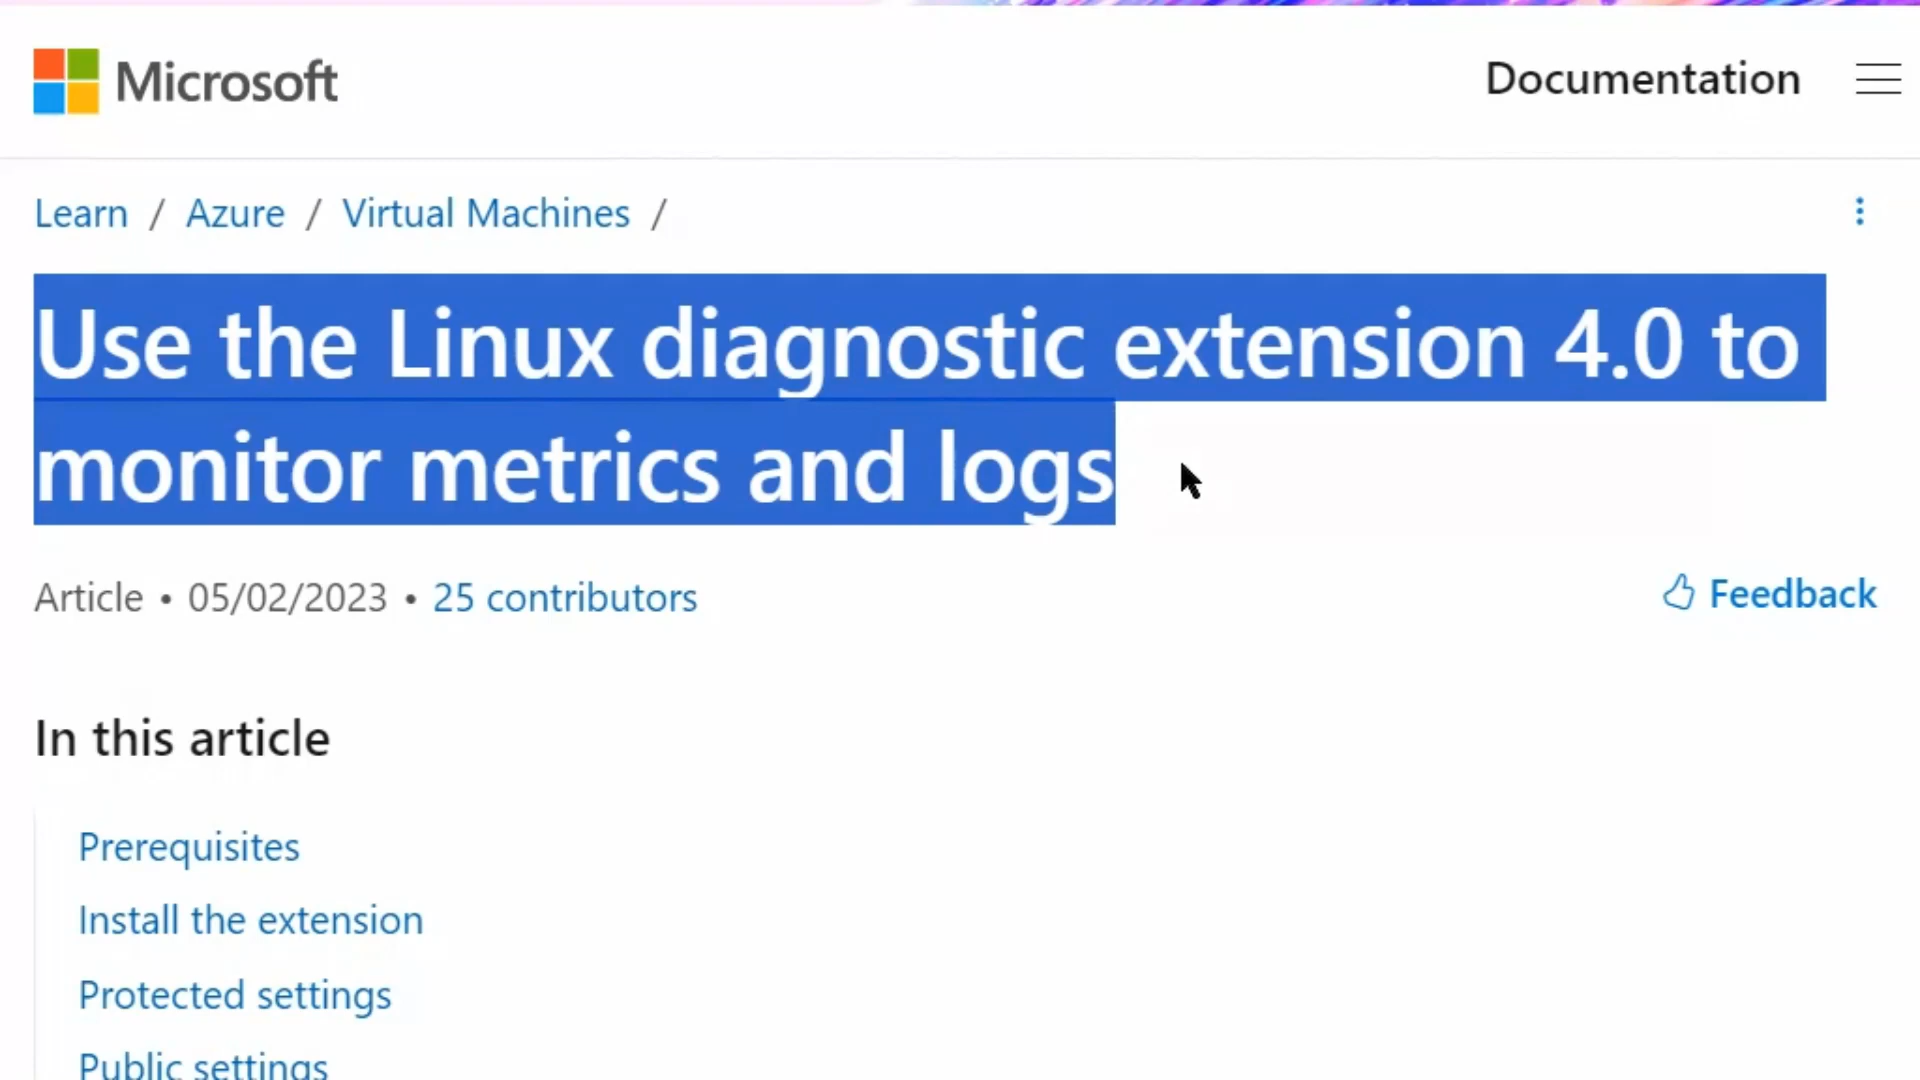 Microsoft
Documentation
Learn / Azure / Virtual Machines /
Use the Linux diagnostic extension 4.0 to
monitor metrics and logs
Article • 05/02/2023 • 25 contributors
Feedback
In this article
Prerequisites
Install the extension
Protected settings
Public settings